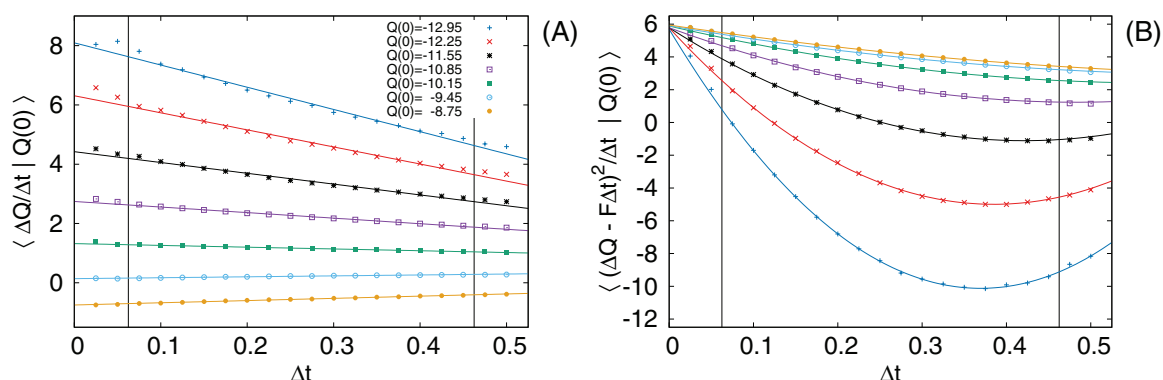 (A)
⟨ ΔQ/Δt | Q(0) ⟩
8
6
4
2
0
Q(0)=-12.95
Q(0)=-12.25
Q(0)=-11.55
Q(0)=-10.85
Q(0)=-10.15
Q(0)= -9.45
Q(0)= -8.75
0 0.1 0.2 0.3 0.4 0.5
Δt
(B)
⟨ (ΔQ - FΔt)²/Δt | Q(0) ⟩
6
4
2
0
-2
-4
-6
-8
-10
-12
0 0.1 0.2 0.3 0.4 0.5
Δt